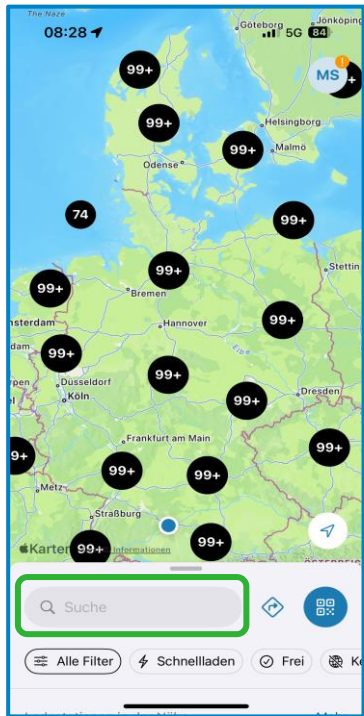 The Naze
Göteborg
Jönköping
08:28
5G 84
99+
MS
99+
Helsingborg
99+
Malmö
Odense
74
99+
Stettin
99+
99+
Bremen
99+
Hannover
99+
Elbe
Düsseldorf
99+
99+
Dresden
Köln
Frankfurt am Main
99+
9+
99+
99+
Metz
Straßburg
99+
99+
Karten
Informationen
Suche
Alle Filter
Schnellladen
Frei